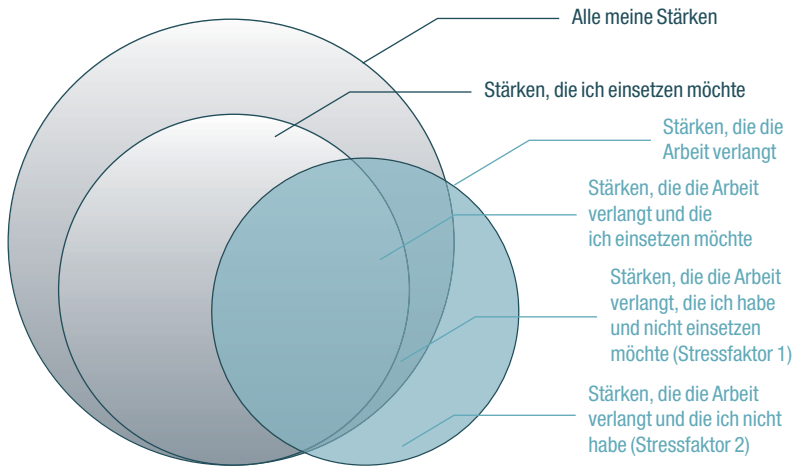 Alle meine Stärken
Stärken, die ich einsetzen möchte
Stärken, die die
Arbeit verlangt
Stärken, die die Arbeit
verlangt und die
ich einsetzen möchte
Stärken, die die Arbeit
verlangt, die ich habe
und nicht einsetzen
möchte (Stressfaktor 1)
Stärken, die die Arbeit
verlangt und die ich nicht
habe (Stressfaktor 2)